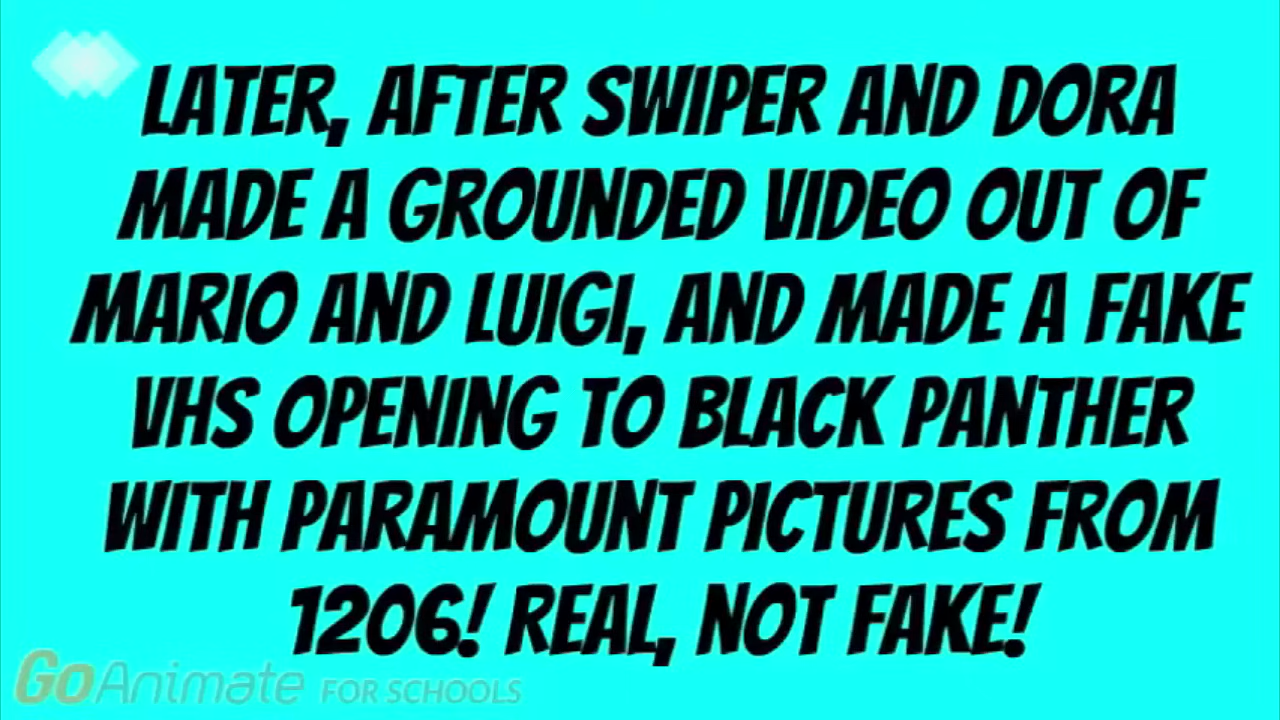 LATER, AFTER SWIPER AND DORA
MADE A GROUNDED VIDEO OUT OF
MARIO AND LUIGI, AND MADE A FAKE
VHS OPENING TO BLACK PANTHER
WITH PARAMOUNT PICTURES FROM
1206! REAL, NOT FAKE!
GoAnimate FOR SCHOOLS